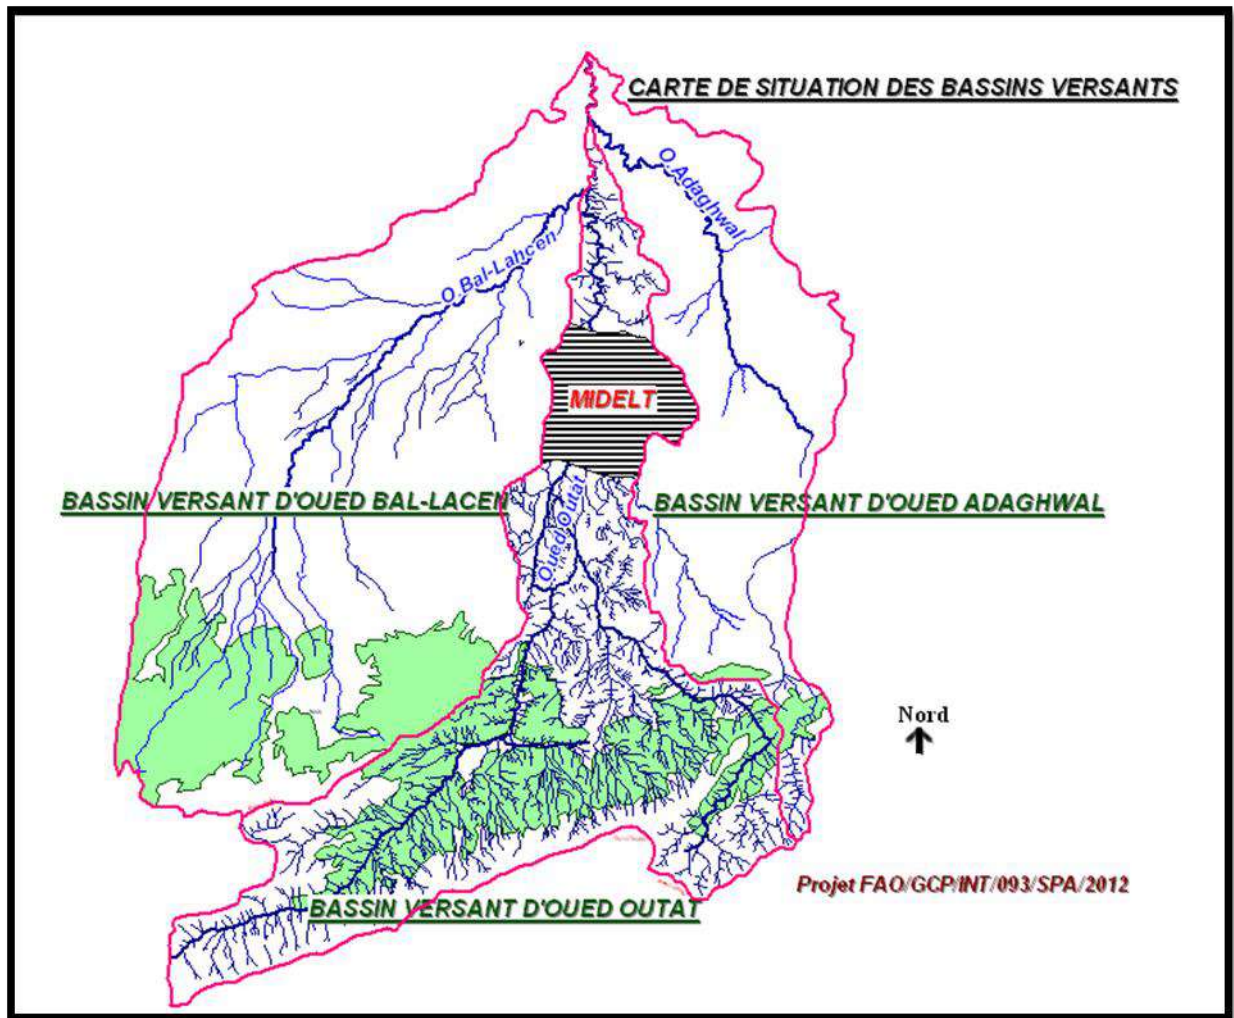 CARTE DE SITUATION DES BASSINS VERSANTS
O.Adaghwal
O.Bal-Lahcen
MIDELT
BASSIN VERSANT D'OUED BAL-LACEN
BASSIN VERSANT D'OUED ADAGHWAL
Oued Outat
Nord
Projet FAO/GCP/INT/093/SPA/2012
BASSIN VERSANT D'OUED OUTAT